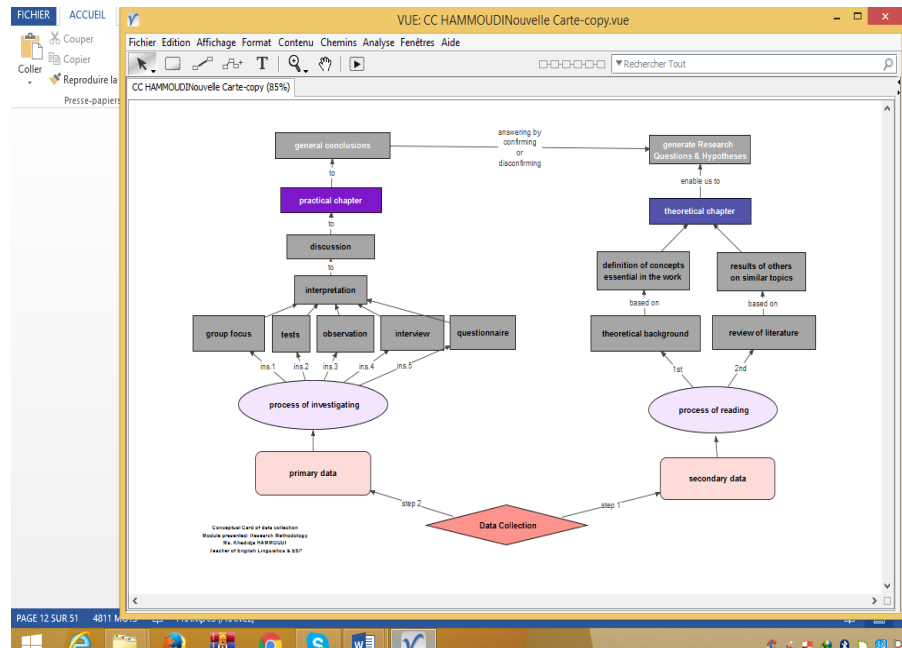 FICHIER ACCUEIL
Couper
Copier
Coller
Reproduire la
Presse-papiers
VUE: CC HAMMOUDINouvelle Carte-copy.vue
Fichier Edition Affichage Format Contenu Chemins Analyse Fenêtres Aide
Rechercher Tout
CC HAMMOUDINouvelle Carte-copy (85%)
general conclusions
answering by
confirming
or
disconfirming
generate Research
Questions & Hypotheses
to
enable us to
practical chapter
theoretical chapter
to
discussion
to
definition of concepts
essential in the work
results of others
on similar topics
interpretation
based on
based on
group focus
tests
observation
interview
questionnaire
theoretical background
review of literature
ins.1
ins.2
ins.3
ins.4
ins.5
1st
2nd
process of investigating
process of reading
primary data
secondary data
step 2
step 1
Data Collection
Conceptual Card of data collection
Module presented: Research Methodology
Ms. Khadidja HAMMOUDI
Teacher of English Linguistics & ESP
PAGE 12 SUR 51 4811